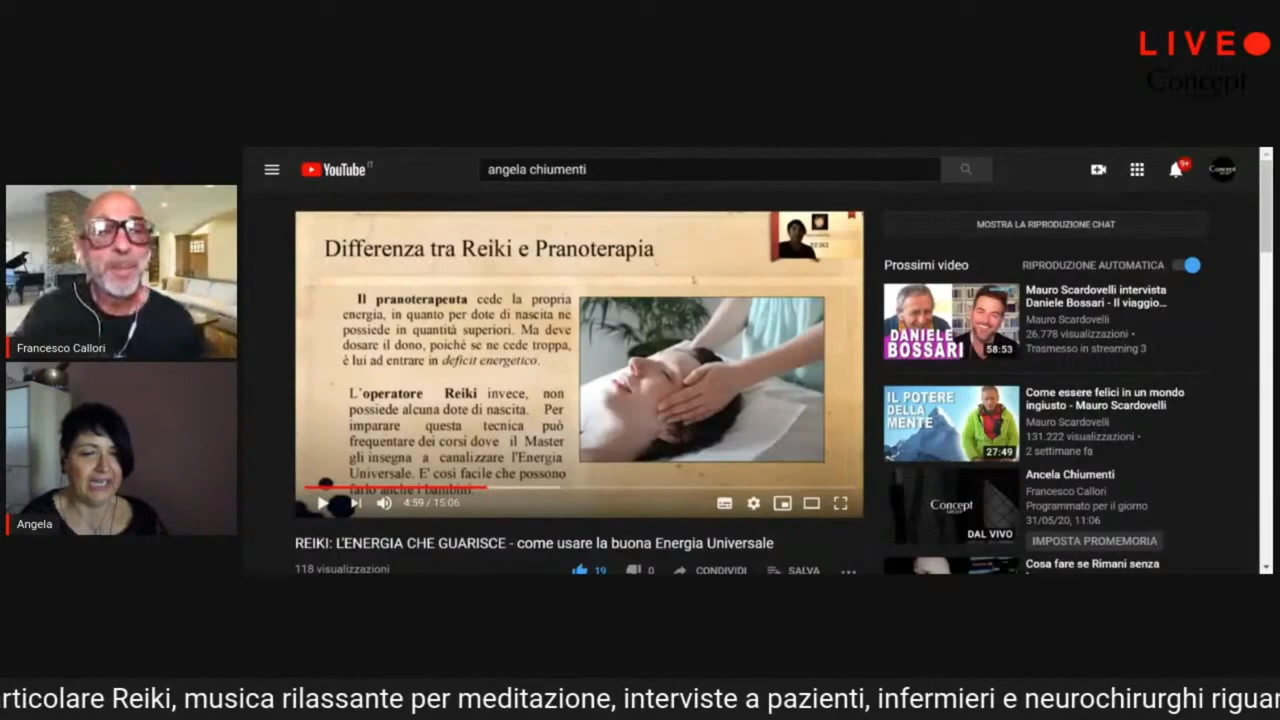 LIVE
Concept
YouTube IT
angela chiumenti
9+
Concept
Francesco Callori
Angela
Differenza tra Reiki e Pranoterapia
REIKI
Il pranoterapeuta cede la propria
energia, in quanto per dote di nascita ne
possiede in quantità superiori. Ma deve
dosare il dono, poiché se ne cede troppa,
è lui ad entrare in deficit energetico.
L'operatore Reiki invece, non
possiede alcuna dote di nascita. Per
imparare questa tecnica può
frequentare dei corsi dove il Master
gli insegna a canalizzare l'Energia
Universale. E' così facile che possono
farlo anche i bambini.
4:59 / 15:06
REIKI: L'ENERGIA CHE GUARISCE - come usare la buona Energia Universale
118 visualizzazioni
19
0
CONDIVIDI
SALVA
MOSTRA LA RIPRODUZIONE CHAT
Prossimi video
RIPRODUZIONE AUTOMATICA
DANIELE
BOSSARI
58:53
Mauro Scardovelli intervista
Daniele Bossari - Il viaggio...
Mauro Scardovelli
26.778 visualizzazioni •
Trasmesso in streaming 3
IL POTERE
DELLA
MENTE
27:49
Come essere felici in un mondo
ingiusto - Mauro Scardovelli
Mauro Scardovelli
131.222 visualizzazioni •
2 settimane fa
Concept
DAL VIVO
Ancela Chiumenti
Francesco Callori
Programmato per il giorno
31/05/20, 11:06
IMPOSTA PROMEMORIA
Cosa fare se Rimani senza
rticolare Reiki, musica rilassante per meditazione, interviste a pazienti, infermieri e neurochirurghi riguar